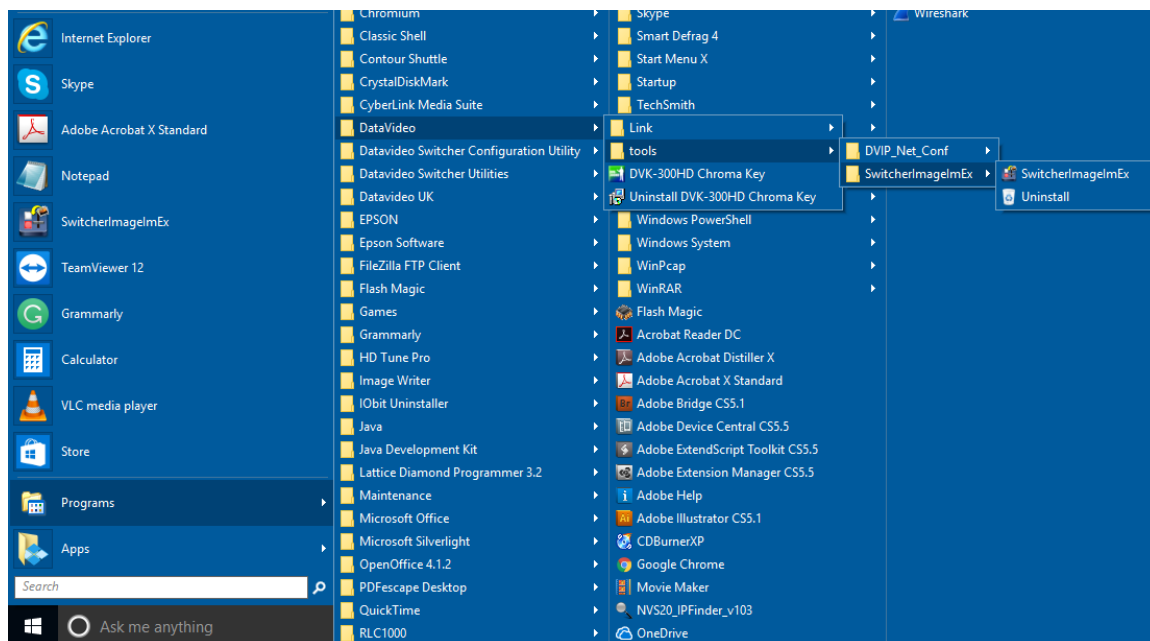 Internet Explorer
Skype
Adobe Acrobat X Standard
Notepad
SwitcherImageImEx
TeamViewer 12
Grammarly
Calculator
VLC media player
Store
Programs
Apps
Search
Ask me anything
Chromium
Classic Shell
Contour Shuttle
CrystalDiskMark
CyberLink Media Suite
DataVideo
Datavideo Switcher Configuration Utility
Datavideo Switcher Utilities
Datavideo UK
EPSON
Epson Software
FileZilla FTP Client
Flash Magic
Games
Grammarly
HD Tune Pro
Image Writer
IObit Uninstaller
Java
Java Development Kit
Lattice Diamond Programmer 3.2
Maintenance
Microsoft Office
Microsoft Silverlight
OpenOffice 4.1.2
PDFescape Desktop
QuickTime
RLC1000
Skype
Smart Defrag 4
Start Menu X
Startup
TechSmith
Link
tools
DVK-300HD Chroma Key
Uninstall DVK-300HD Chroma Key
Windows PowerShell
Windows System
WinPcap
WinRAR
Flash Magic
Acrobat Reader DC
Adobe Acrobat Distiller X
Adobe Acrobat X Standard
Adobe Bridge CS5.1
Adobe Device Central CS5.5
Adobe ExtendScript Toolkit CS5.5
Adobe Extension Manager CS5.5
Adobe Help
Adobe Illustrator CS5.1
CDBurnerXP
Google Chrome
Movie Maker
NVS20_IPFinder_v103
OneDrive
Wireshark
DVIP_Net_Conf
SwitcherImageImEx
SwitcherImageImEx
Uninstall